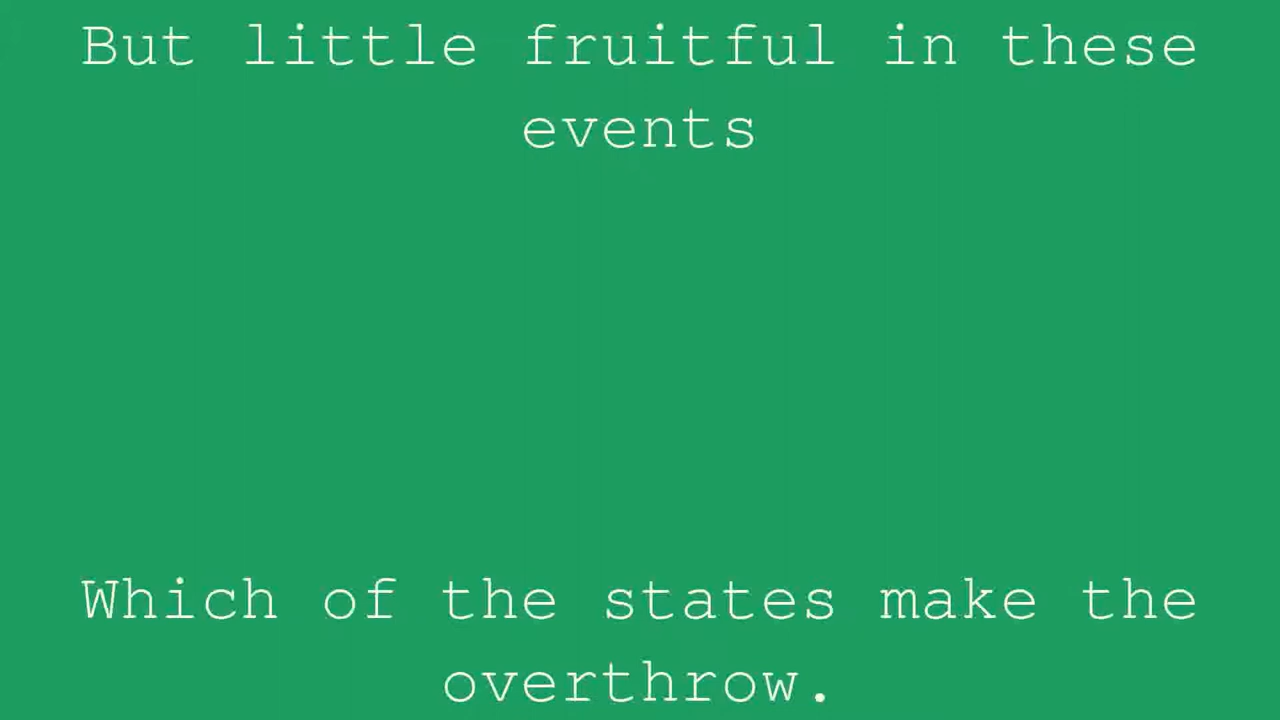 But little fruitful in these
events
Which of the states make the
overthrow.